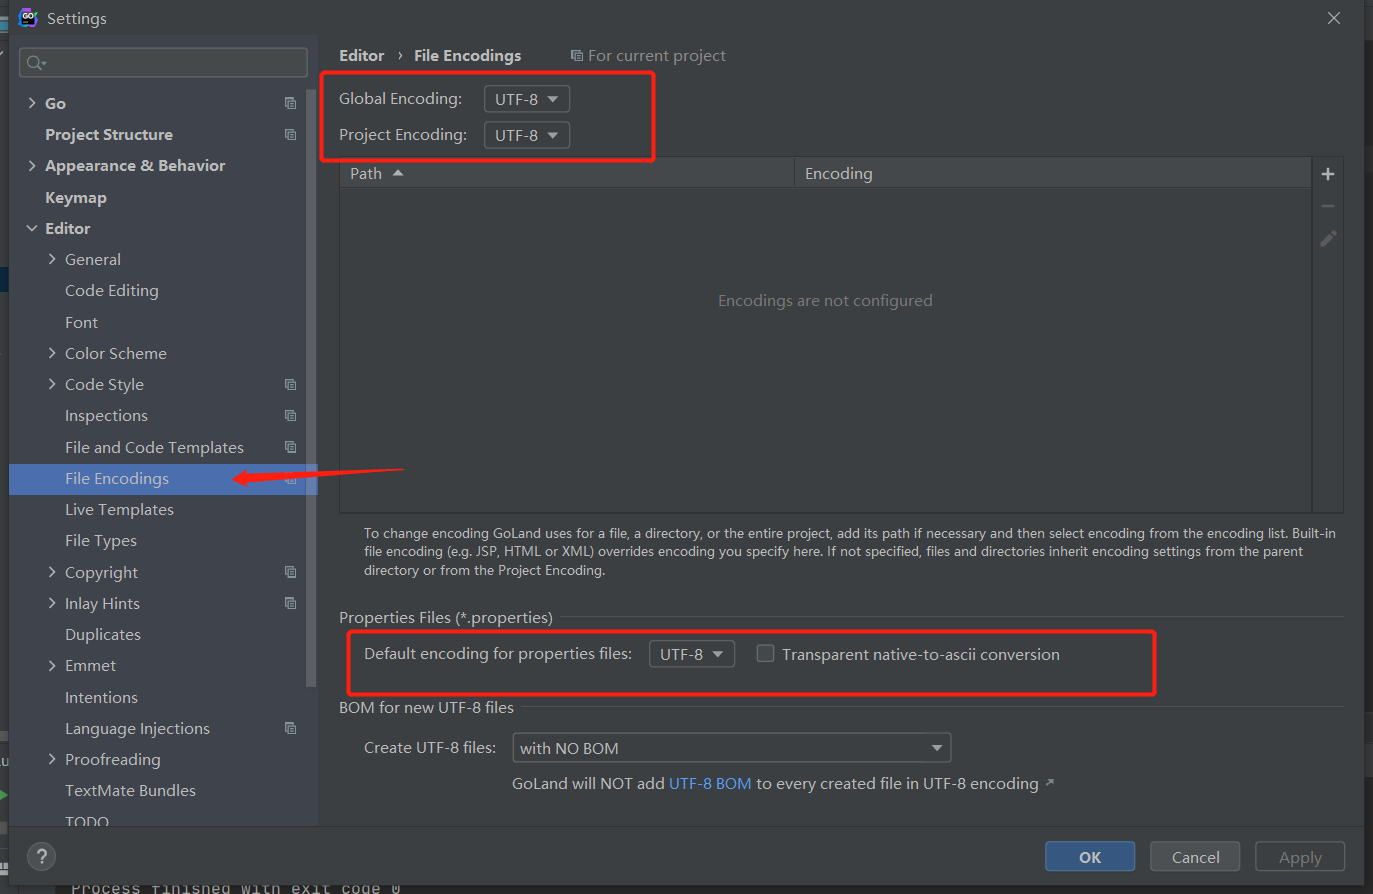 Settings
Editor › File Encodings For current project
Global Encoding: UTF-8
Project Encoding: UTF-8
Go
Project Structure
Appearance & Behavior
Keymap
Editor
General
Code Editing
Font
Color Scheme
Code Style
Inspections
File and Code Templates
File Encodings
Live Templates
File Types
Copyright
Inlay Hints
Duplicates
Emmet
Intentions
Language Injections
Proofreading
TextMate Bundles
TODO
Path Encoding
Encodings are not configured
To change encoding GoLand uses for a file, a directory, or the entire project, add its path if necessary and then select encoding from the encoding list. Built-in
file encoding (e.g. JSP, HTML or XML) overrides encoding you specify here. If not specified, files and directories inherit encoding settings from the parent
directory or from the Project Encoding.
Properties Files (*.properties)
Default encoding for properties files: UTF-8 Transparent native-to-ascii conversion
BOM for new UTF-8 files
Create UTF-8 files: with NO BOM
GoLand will NOT add UTF-8 BOM to every created file in UTF-8 encoding ↗
? OK Cancel Apply
Process finished with exit code 0